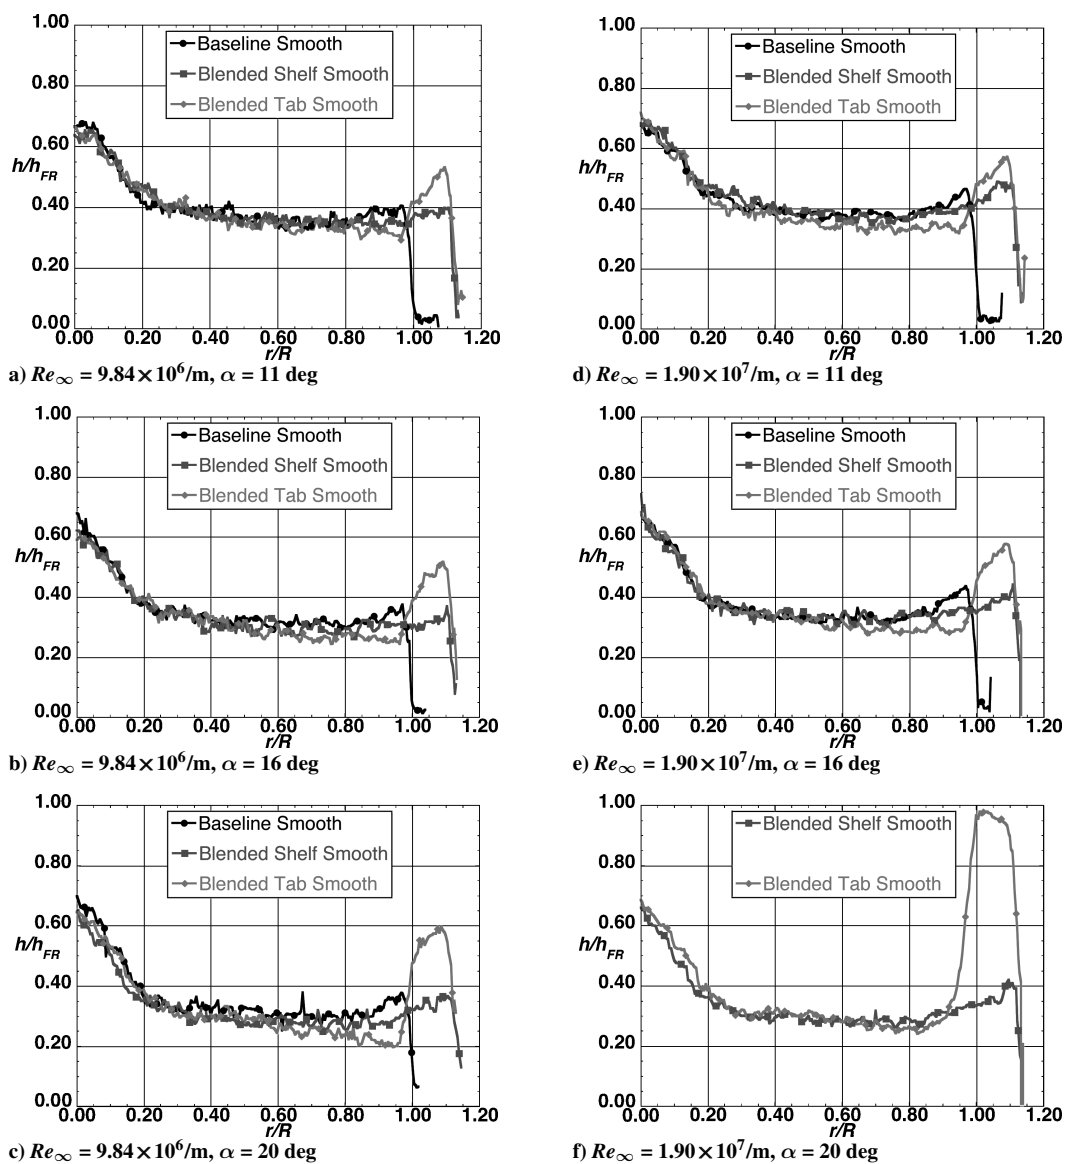 1.00
0.80
0.60
h/hFR
0.40
0.20
0.00
0.00 0.20 0.40 0.60 0.80 1.00 1.20
r/R
Baseline Smooth
Blended Shelf Smooth
Blended Tab Smooth
a) Re∞ = 9.84×10⁶/m, α = 11 deg
1.00
0.80
0.60
h/hFR
0.40
0.20
0.00
0.00 0.20 0.40 0.60 0.80 1.00 1.20
r/R
Baseline Smooth
Blended Shelf Smooth
Blended Tab Smooth
d) Re∞ = 1.90×10⁷/m, α = 11 deg
1.00
0.80
0.60
h/hFR
0.40
0.20
0.00
0.00 0.20 0.40 0.60 0.80 1.00 1.20
r/R
Baseline Smooth
Blended Shelf Smooth
Blended Tab Smooth
b) Re∞ = 9.84×10⁶/m, α = 16 deg
1.00
0.80
0.60
h/hFR
0.40
0.20
0.00
0.00 0.20 0.40 0.60 0.80 1.00 1.20
r/R
Baseline Smooth
Blended Shelf Smooth
Blended Tab Smooth
e) Re∞ = 1.90×10⁷/m, α = 16 deg
1.00
0.80
0.60
h/hFR
0.40
0.20
0.00
0.00 0.20 0.40 0.60 0.80 1.00 1.20
r/R
Baseline Smooth
Blended Shelf Smooth
Blended Tab Smooth
c) Re∞ = 9.84×10⁶/m, α = 20 deg
1.00
0.80
0.60
h/hFR
0.40
0.20
0.00
0.00 0.20 0.40 0.60 0.80 1.00 1.20
r/R
Blended Shelf Smooth
Blended Tab Smooth
f) Re∞ = 1.90×10⁷/m, α = 20 deg